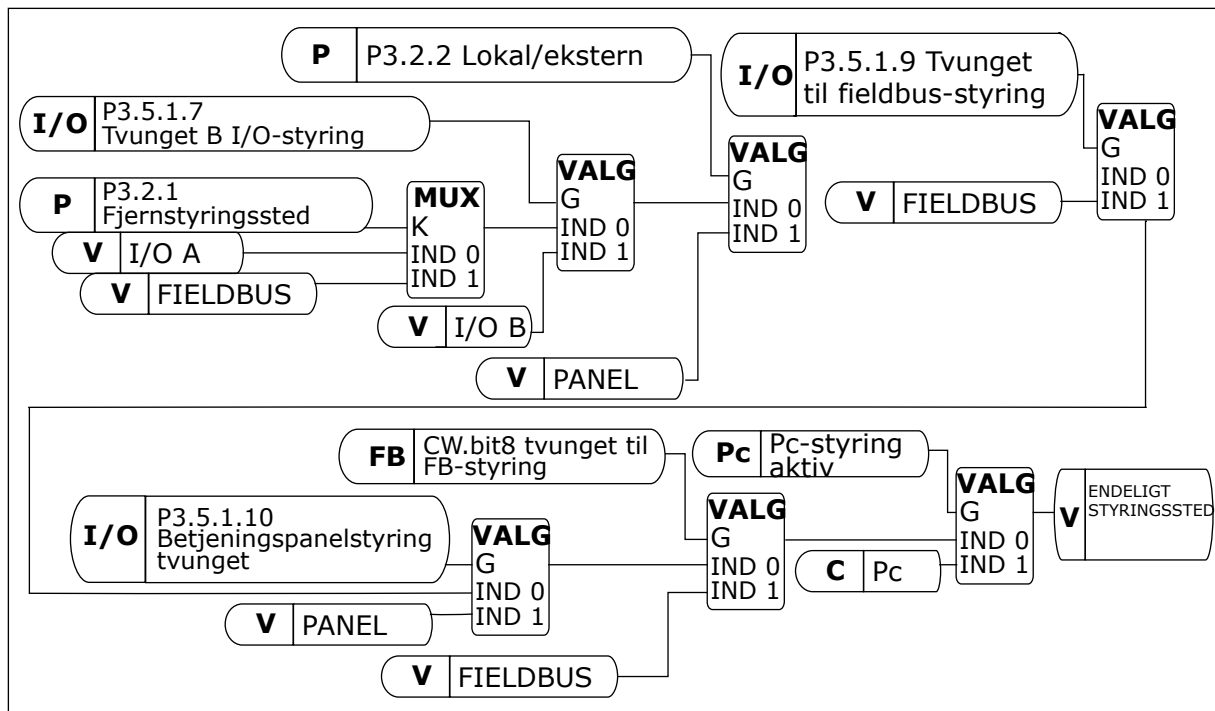 P P3.2.2 Lokal/ekstern
I/O P3.5.1.9 Tvunget
til fieldbus-styring
I/O P3.5.1.7
Tvunget B I/O-styring
P P3.2.1
Fjernstyringssted
V I/O A
V FIELDBUS
MUX
K
IND 0
IND 1
V I/O B
VALG
G
IND 0
IND 1
V PANEL
VALG
G
IND 0
IND 1
V FIELDBUS
VALG
G
IND 0
IND 1
FB CW.bit8 tvunget til
FB-styring
Pc Pc-styring
aktiv
I/O P3.5.1.10
Betjeningspanelstyring
tvunget
V PANEL
VALG
G
IND 0
IND 1
V FIELDBUS
VALG
G
IND 0
IND 1
C Pc
VALG
G
IND 0
IND 1
V ENDELIGT
STYRINGSSTED